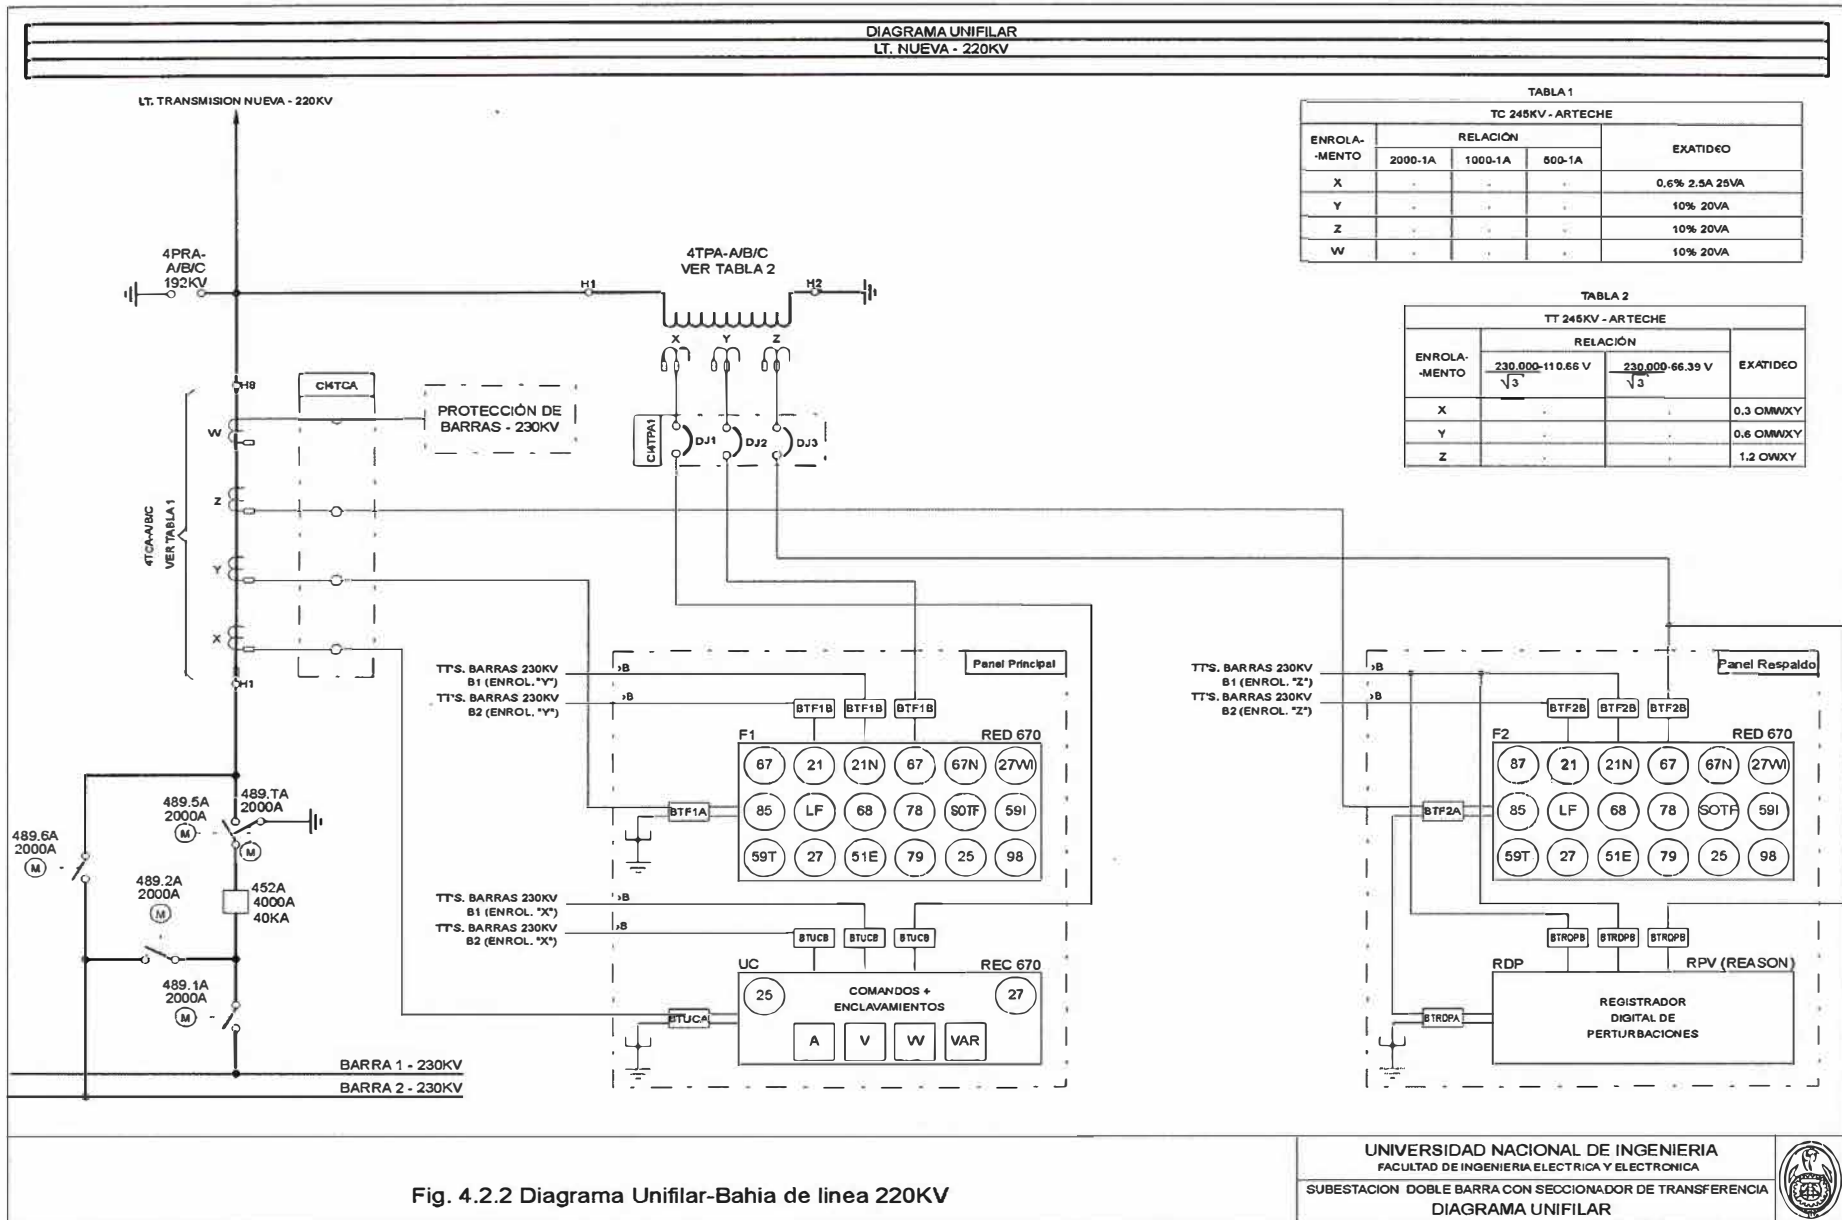 DIAGRAMA UNIFILAR
LT. NUEVA - 220KV
LT. TRANSMISION NUEVA - 220KV
TABLA 1
TC 245KV - ARTECHE
ENROLA-
-MENTO
RELACIÓN
EXATIDEO
2000-1A 1000-1A 500-1A
X - - - 0.6% 2.5A 25VA
Y - - - 10% 20VA
Z - - - 10% 20VA
W - - - 10% 20VA
TABLA 2
TT 245KV - ARTECHE
ENROLA-
-MENTO
RELACIÓN
EXATIDEO
230.000-110.66 V 230.000-66.39 V
√3 √3
X - - 0.3 OMWXY
Y - - 0.6 OMWXY
Z - - 1.2 OWXY
4PRA-
A/B/C
192KV
4TPA-A/B/C
VER TABLA 2
H1
H2
X Y Z
CI4TPA1
DJ1
DJ2
DJ3
H8
CI4TCA
PROTECCIÓN DE
BARRAS - 230KV
W
Z
Y
X
4TCA-A/B/C
VER TABLA 1
H1
489.TA
2000A
489.5A
2000A
M
M
489.6A
2000A
M
489.2A
2000A
M
452A
4000A
40KA
489.1A
2000A
M
BARRA 1 - 230KV
BARRA 2 - 230KV
Panel Principal
TT'S. BARRAS 230KV
B1 (ENROL. "Y")
TT'S. BARRAS 230KV
B2 (ENROL. "Y")
›B
›B
BTF1B BTF1B BTF1B
F1 RED 670
67 21 21N 67 67N 27WI
85 LF 68 78 SOTF 59I
59T 27 51E 79 25 98
BTF1A
TT'S. BARRAS 230KV
B1 (ENROL. "X")
TT'S. BARRAS 230KV
B2 (ENROL. "X")
›B
›B
BTUCB BTUCB BTUCB
UC REC 670
25
COMANDOS +
ENCLAVAMIENTOS
27
A V W VAR
BTUCA
Panel Respaldo
TT'S. BARRAS 230KV
B1 (ENROL. "Z")
TT'S. BARRAS 230KV
B2 (ENROL. "Z")
›B
›B
BTF2B BTF2B BTF2B
F2 RED 670
87 21 21N 67 67N 27WI
85 LF 68 78 SOTF 59I
59T 27 51E 79 25 98
BTF2A
BTRDPB BTRDPB BTRDPB
RDP RPV (REASON)
REGISTRADOR
DIGITAL DE
PERTURBACIONES
BTRDPA
Fig. 4.2.2 Diagrama Unifilar-Bahia de linea 220KV
UNIVERSIDAD NACIONAL DE INGENIERIA
FACULTAD DE INGENIERIA ELECTRICA Y ELECTRONICA
SUBESTACION DOBLE BARRA CON SECCIONADOR DE TRANSFERENCIA
DIAGRAMA UNIFILAR